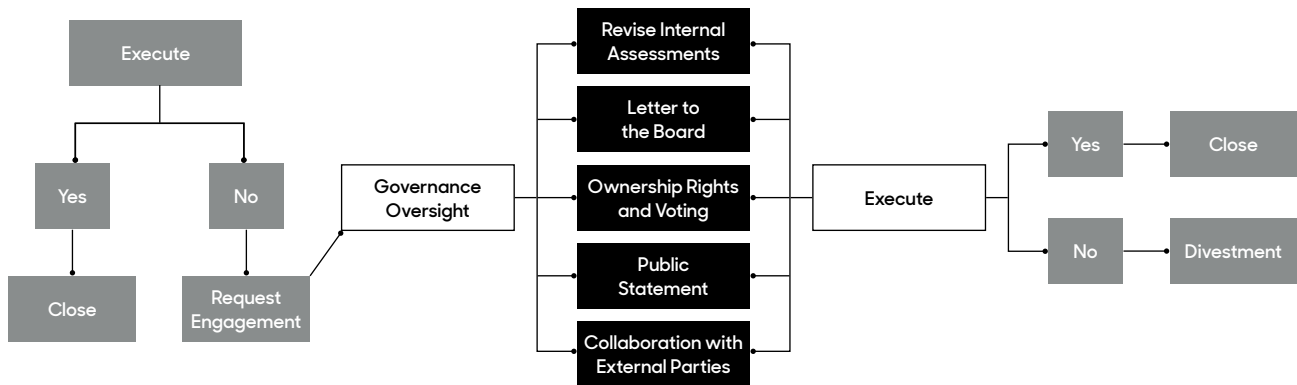 Execute
Yes
No
Close
Request
Engagement
Governance
Oversight
Revise Internal
Assessments
Letter to
the Board
Ownership Rights
and Voting
Public
Statement
Collaboration with
External Parties
Execute
Yes
Close
No
Divestment